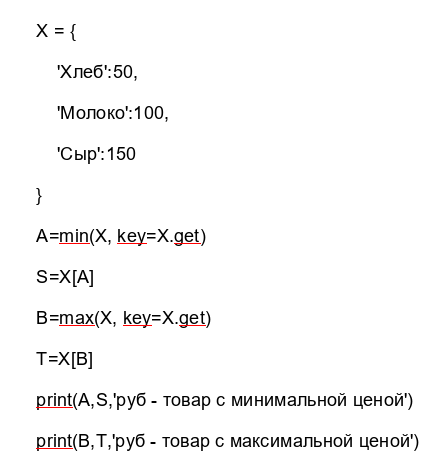 X = {
'Хлеб':50,
'Молоко':100,
'Сыр':150
}
A=min(X, key=X.get)
S=X[A]
B=max(X, key=X.get)
T=X[B]
print(A,S,'руб - товар с минимальной ценой')
print(B,T,'руб - товар с максимальной ценой')